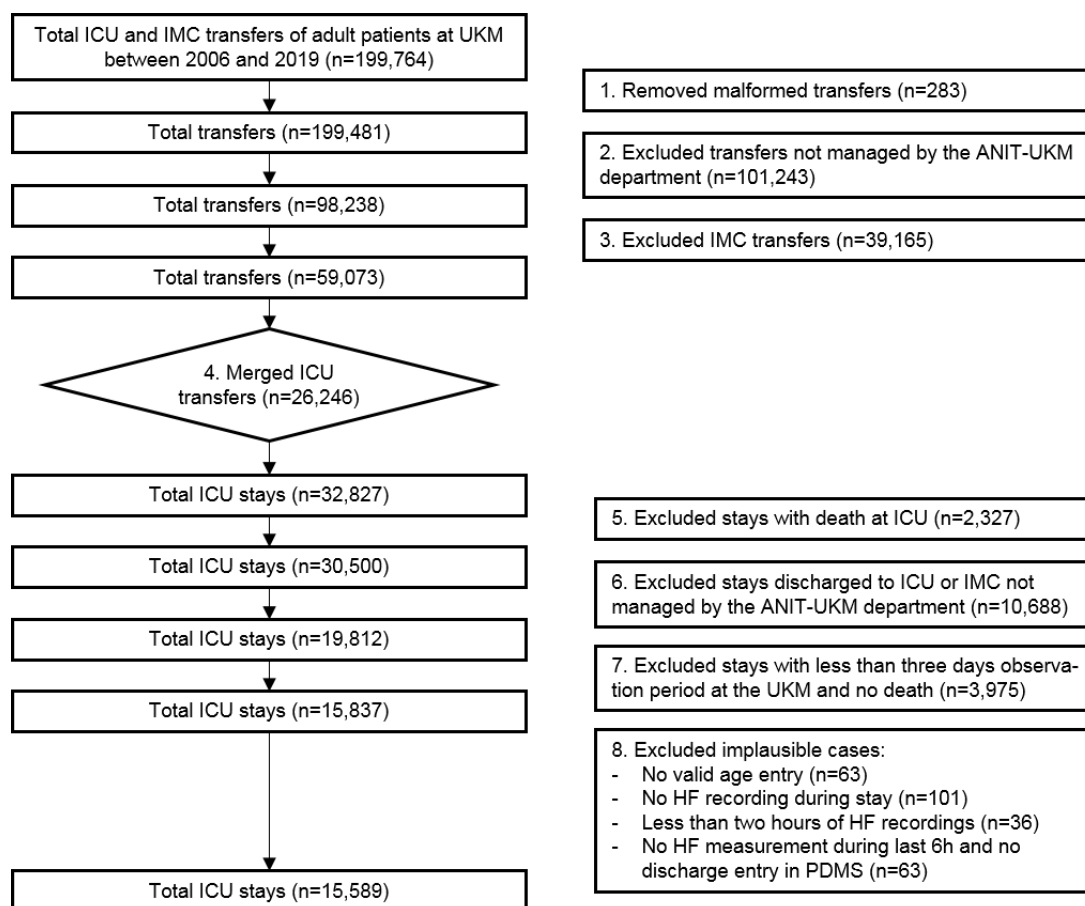 Total ICU and IMC transfers of adult patients at UKM
between 2006 and 2019 (n=199,764)
1. Removed malformed transfers (n=283)
Total transfers (n=199,481)
2. Excluded transfers not managed by the ANIT-UKM
department (n=101,243)
Total transfers (n=98,238)
3. Excluded IMC transfers (n=39,165)
Total transfers (n=59,073)
4. Merged ICU
transfers (n=26,246)
Total ICU stays (n=32,827)
5. Excluded stays with death at ICU (n=2,327)
Total ICU stays (n=30,500)
6. Excluded stays discharged to ICU or IMC not
managed by the ANIT-UKM department (n=10,688)
Total ICU stays (n=19,812)
7. Excluded stays with less than three days observa-
tion period at the UKM and no death (n=3,975)
Total ICU stays (n=15,837)
8. Excluded implausible cases:
- No valid age entry (n=63)
- No HF recording during stay (n=101)
- Less than two hours of HF recordings (n=36)
- No HF measurement during last 6h and no
discharge entry in PDMS (n=63)
Total ICU stays (n=15,589)